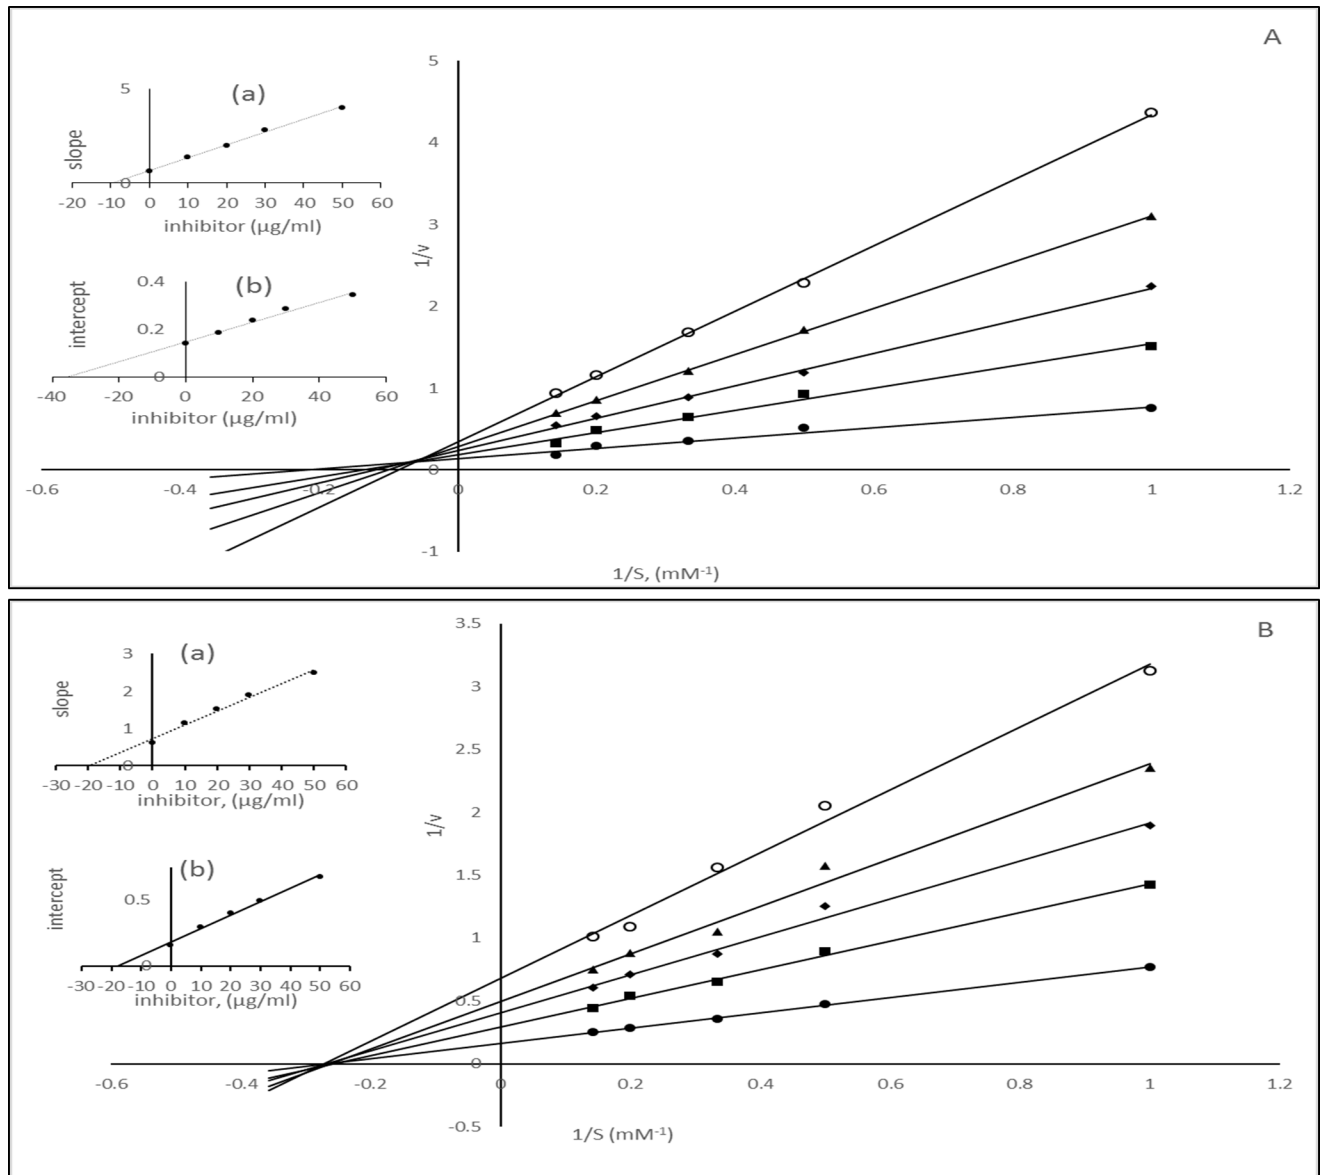 A
5
4
3
2
1
0
-1
1/v
-0.6 -0.4 -0.2 0 0.2 0.4 0.6 0.8 1 1.2
1/S, (mM-1)
(a)
5
0
slope
-20 -10 0 10 20 30 40 50 60
inhibitor (µg/ml)
(b)
0.4
0.2
0
intercept
-40 -20 0 20 40 60
inhibitor (µg/ml)
B
3.5
3
2.5
2
1.5
1
0.5
0
-0.5
1/v
-0.6 -0.4 -0.2 0 0.2 0.4 0.6 0.8 1 1.2
1/S (mM-1)
(a)
3
2
1
0
slope
-30 -20 -10 0 10 20 30 40 50 60
inhibitor, (µg/ml)
(b)
0.5
0
intercept
-30 -20 -10 0 10 20 30 40 50 60
inhibitor, (µg/ml)